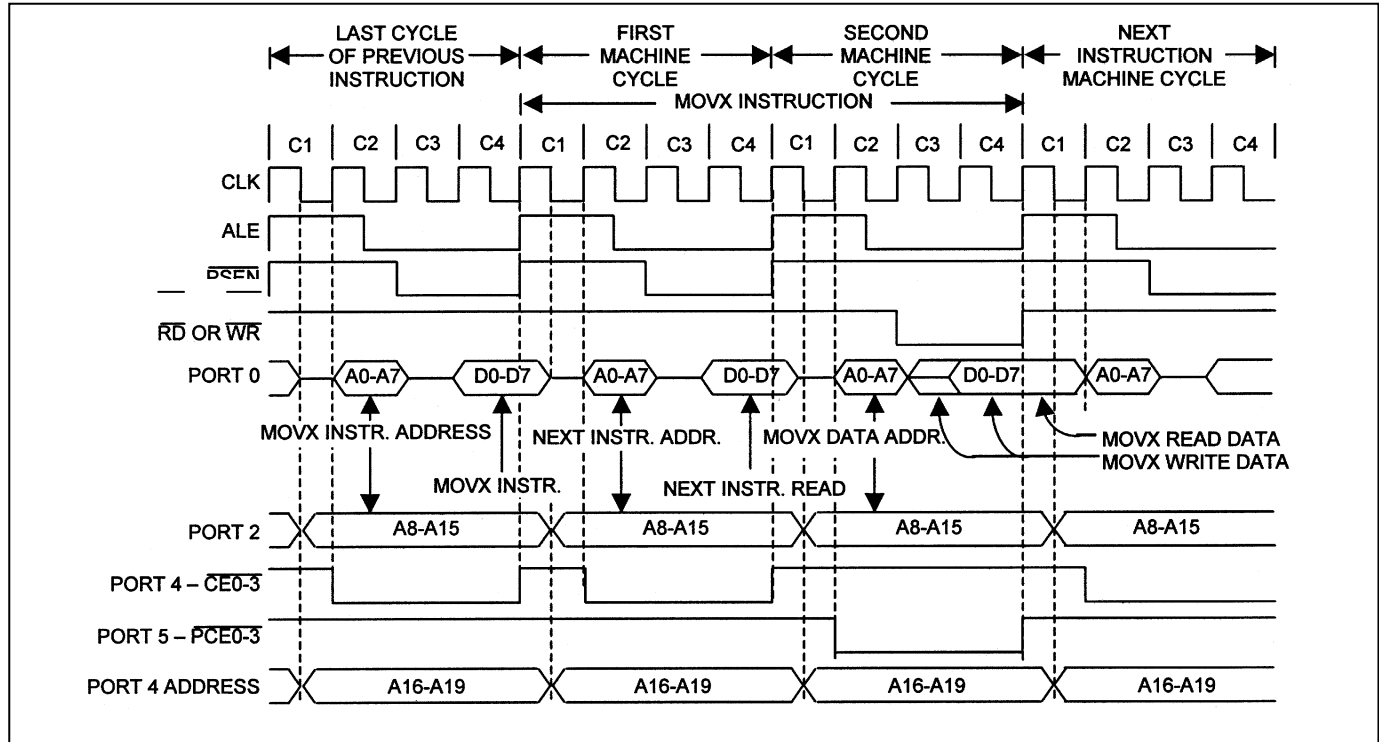 LAST CYCLE OF PREVIOUS INSTRUCTION
FIRST MACHINE CYCLE
SECOND MACHINE CYCLE
NEXT INSTRUCTION MACHINE CYCLE
MOVX INSTRUCTION
C1 C2 C3 C4 C1 C2 C3 C4 C1 C2 C3 C4 C1 C2 C3 C4
CLK
ALE
PSEN
RD OR WR
PORT 0 A0-A7 D0-D7 A0-A7 D0-D7 A0-A7 D0-D7 A0-A7
MOVX INSTR. ADDRESS NEXT INSTR. ADDR. MOVX DATA ADDR. MOVX READ DATA
MOVX WRITE DATA
MOVX INSTR. NEXT INSTR. READ
PORT 2 A8-A15 A8-A15 A8-A15 A8-A15
PORT 4 – CE0-3
PORT 5 – PCE0-3
PORT 4 ADDRESS A16-A19 A16-A19 A16-A19 A16-A19